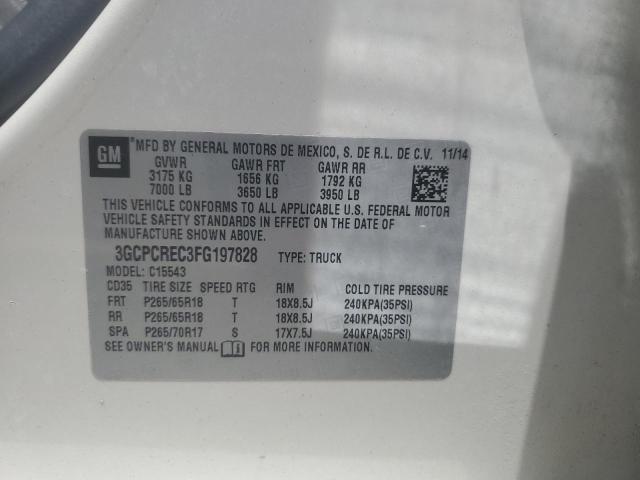 GM
® MFD BY GENERAL MOTORS DE MEXICO, S. DE R.L. DE C.V. 11/14
GVWR GAWR FRT GAWR RR
3175 KG 1656 KG 1792 KG
7000 LB 3650 LB 3950 LB
THIS VEHICLE CONFORMS TO ALL APPLICABLE U.S. FEDERAL MOTOR
VEHICLE SAFETY STANDARDS IN EFFECT ON THE DATE OF
MANUFACTURE SHOWN ABOVE.
3GCPCREC3FG197828 TYPE: TRUCK
MODEL: C15543
CD35 TIRE SIZE SPEED RTG RIM COLD TIRE PRESSURE
FRT P265/65R18 T 18X8.5J 240KPA(35PSI)
RR P265/65R18 T 18X8.5J 240KPA(35PSI)
SPA P265/70R17 S 17X7.5J 240KPA(35PSI)
SEE OWNER'S MANUAL FOR MORE INFORMATION.